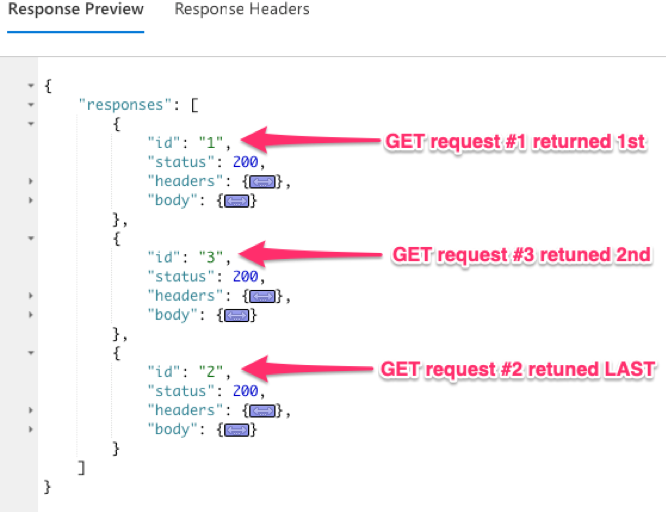 Response Preview Response Headers
{
"responses": [
{
"id": "1", GET request #1 returned 1st
"status": 200,
"headers": {},
"body": {}
},
{
"id": "3", GET request #3 retuned 2nd
"status": 200,
"headers": {},
"body": {}
},
{
"id": "2", GET request #2 retuned LAST
"status": 200,
"headers": {},
"body": {}
}
]
}